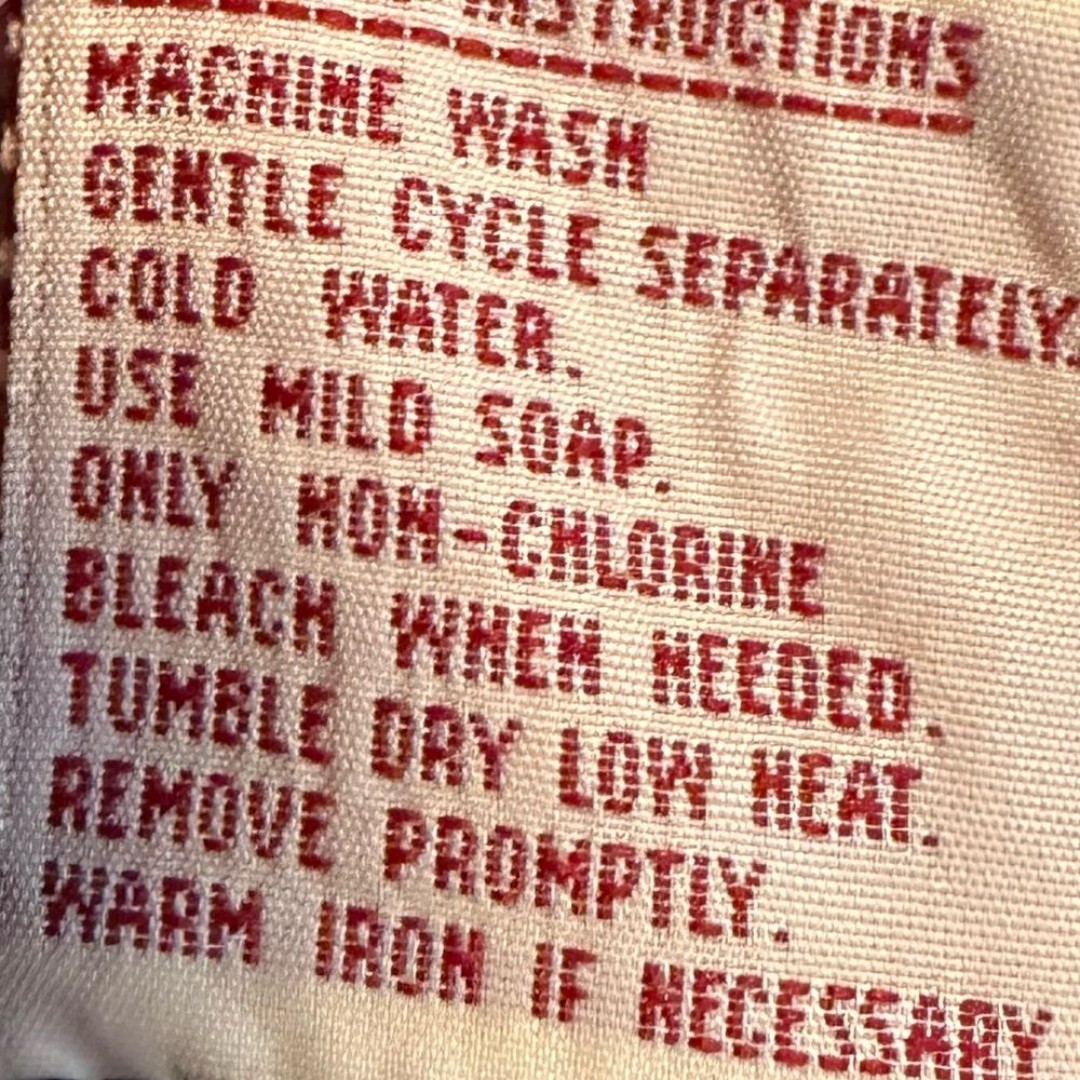 INSTRUCTIONS
MACHINE WASH
GENTLE CYCLE SEPARATELY.
COLD WATER.
USE MILD SOAP.
ONLY NON-CHLORINE
BLEACH WHEN NEEDED.
TUMBLE DRY LOW HEAT.
REMOVE PROMPTLY.
WARM IRON IF NECESSARY